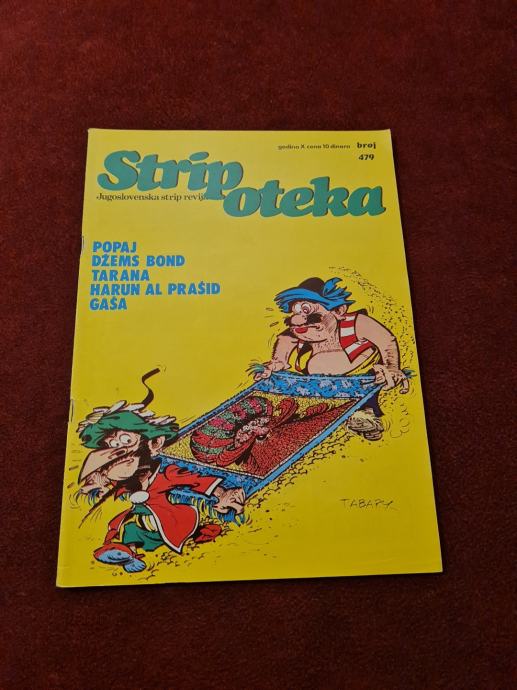 godina X cena 10 dinara broj
479
Strip
oteka
Jugoslovenska strip revija
POPAJ
DŽEMS BOND
TARANA
HARUN AL PRAŠID
GAŠA
TABARY